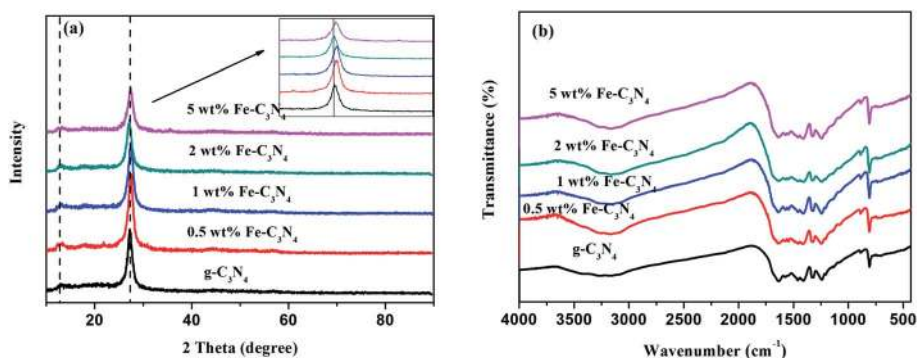 (a)
5 wt% Fe-C₃N₄
2 wt% Fe-C₃N₄
1 wt% Fe-C₃N₄
0.5 wt% Fe-C₃N₄
g-C₃N₄
Intensity
20 40 60 80
2 Theta (degree)
(b)
5 wt% Fe-C₃N₄
2 wt% Fe-C₃N₄
1 wt% Fe-C₃N₄
0.5 wt% Fe-C₃N₄
g-C₃N₄
Transmittance (%)
4000 3500 3000 2500 2000 1500 1000 500
Wavenumber (cm⁻¹)